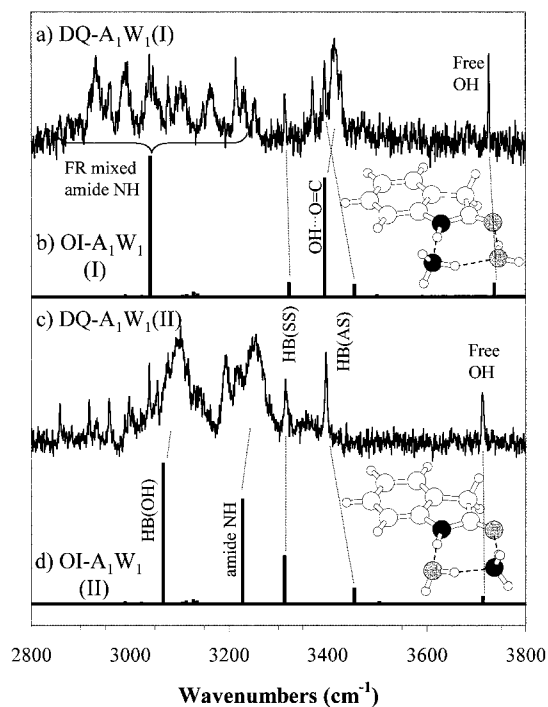 a) DQ-A₁W₁(I)
Free
OH
FR mixed
amide NH
OH···O=C
b) OI-A₁W₁
(I)
c) DQ-A₁W₁(II)
HB(SS)
HB(AS)
Free
OH
HB(OH)
amide NH
d) OI-A₁W₁
(II)
2800 3000 3200 3400 3600 3800
Wavenumbers (cm⁻¹)